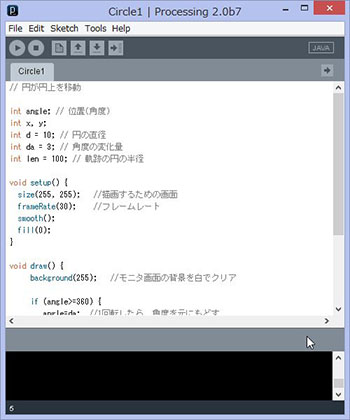 Circle1 | Processing 2.0b7
File Edit Sketch Tools Help
JAVA
Circle1
// 円が円上を移動
int angle; // 位置(角度)
int x, y;
int d = 10; // 円の直径
int da = 3; // 角度の変化量
int len = 100; // 軌跡の円の半径
void setup() {
size(255, 255); //描画するための画面
frameRate(30); //フレームレート
smooth();
fill(0);
}
void draw() {
background(255); //モニタ画面の背景を白でクリア
if (angle>=360) {
angle=da; //1回転したら、角度を元にもどす
5